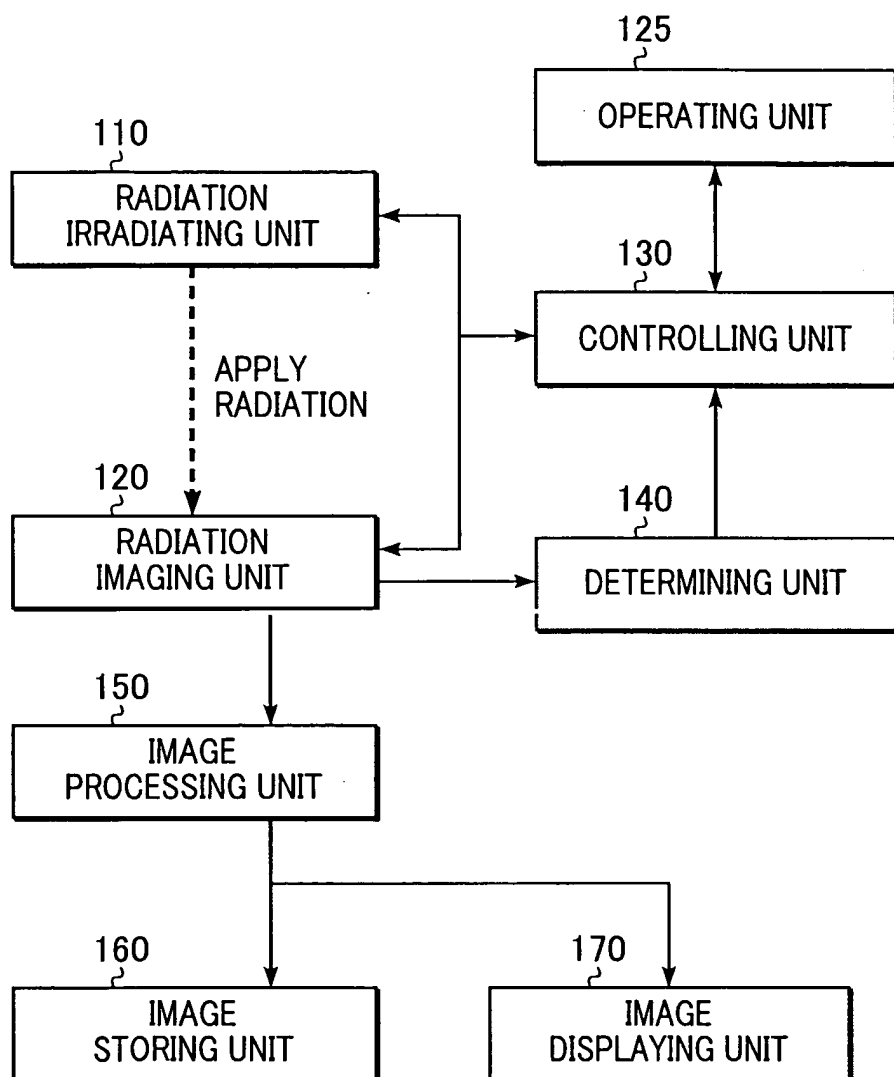 125
OPERATING UNIT
110
RADIATION
IRRADIATING UNIT
130
CONTROLLING UNIT
APPLY
RADIATION
120
RADIATION
IMAGING UNIT
140
DETERMINING UNIT
150
IMAGE
PROCESSING UNIT
160
IMAGE
STORING UNIT
170
IMAGE
DISPLAYING UNIT